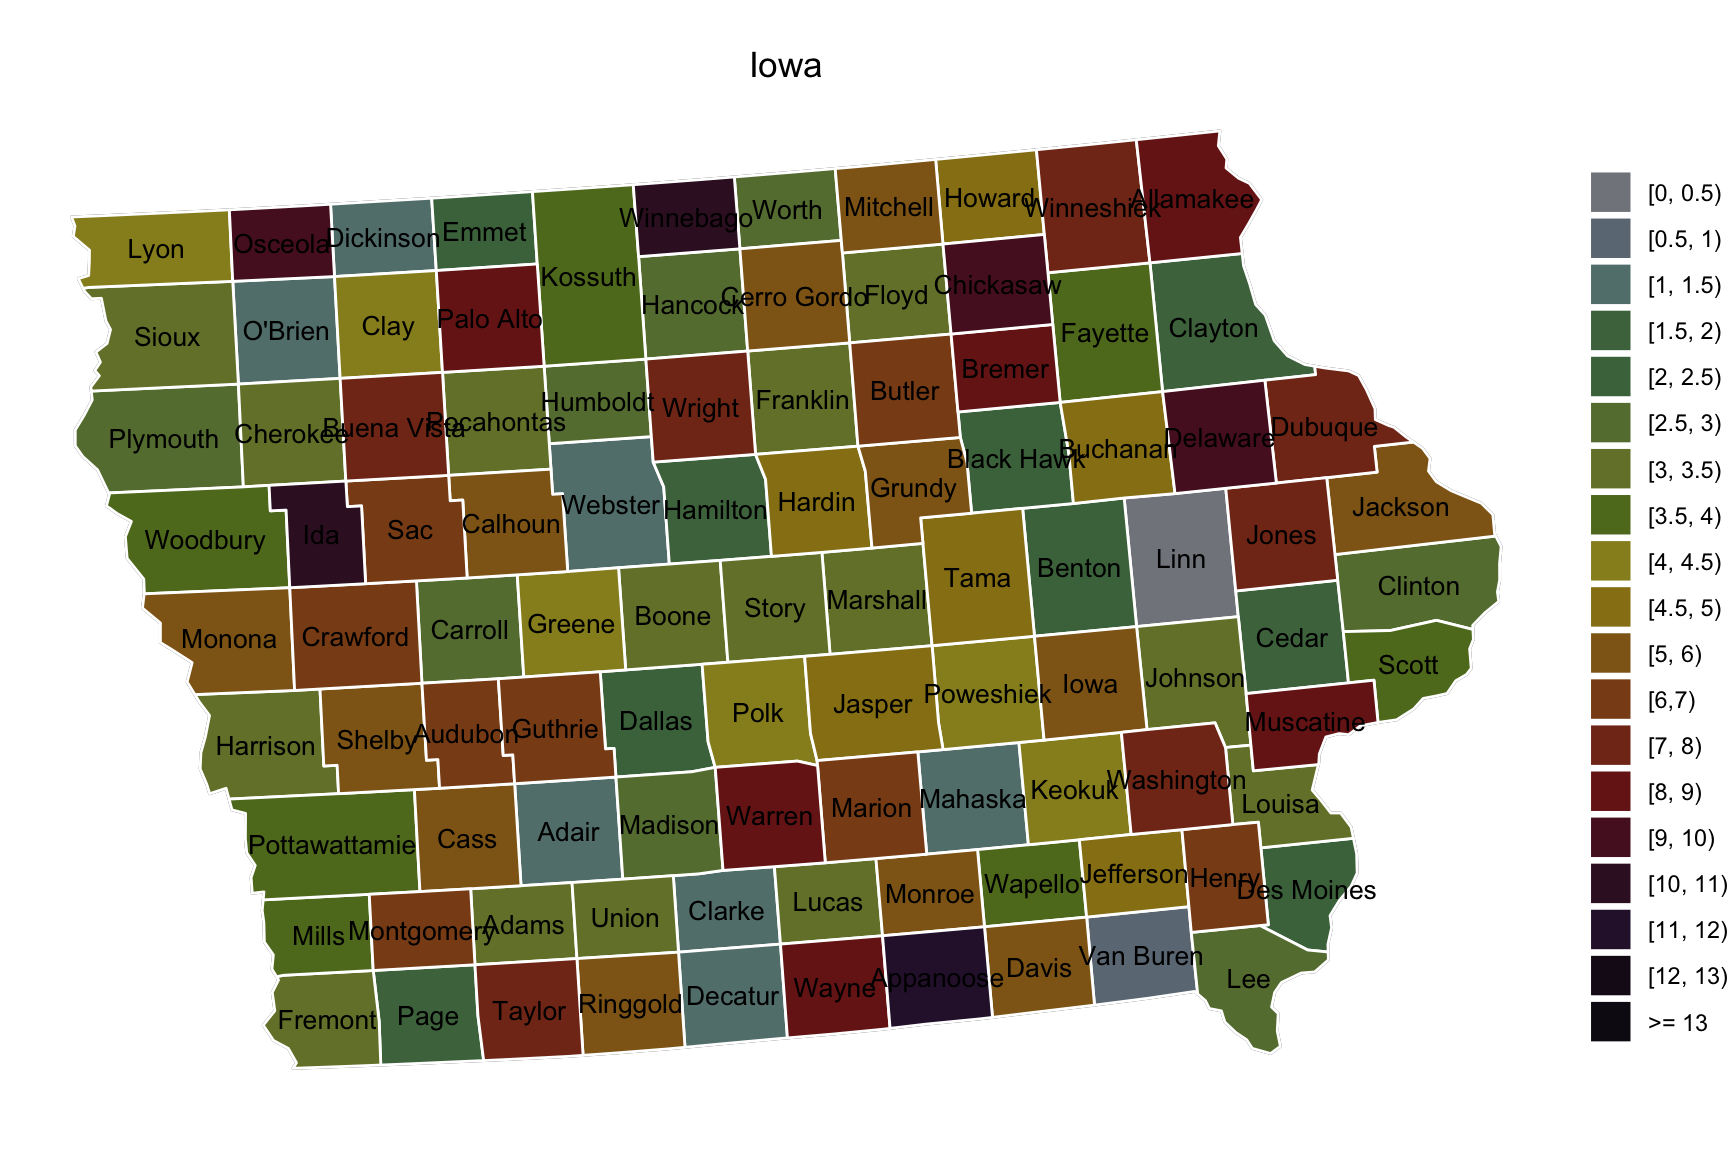 Iowa
Lyon
Osceola
Dickinson
Emmet
Kossuth
Winnebago
Worth
Mitchell
Howard
Winneshiek
Allamakee
Sioux
O'Brien
Clay
Palo Alto
Hancock
Cerro Gordo
Floyd
Chickasaw
Fayette
Clayton
Plymouth
Cherokee
Buena Vista
Pocahontas
Humboldt
Wright
Franklin
Butler
Bremer
Black Hawk
Buchanan
Delaware
Dubuque
Woodbury
Ida
Sac
Calhoun
Webster
Hamilton
Hardin
Grundy
Tama
Benton
Linn
Jones
Jackson
Monona
Crawford
Carroll
Greene
Boone
Story
Marshall
Cedar
Clinton
Scott
Harrison
Shelby
Audubon
Guthrie
Dallas
Polk
Jasper
Poweshiek
Iowa
Johnson
Muscatine
Pottawattamie
Cass
Adair
Madison
Warren
Marion
Mahaska
Keokuk
Washington
Louisa
Mills
Montgomery
Adams
Union
Clarke
Lucas
Monroe
Wapello
Jefferson
Henry
Des Moines
Fremont
Page
Taylor
Ringgold
Decatur
Wayne
Appanoose
Davis
Van Buren
Lee
[0, 0.5)
[0.5, 1)
[1, 1.5)
[1.5, 2)
[2, 2.5)
[2.5, 3)
[3, 3.5)
[3.5, 4)
[4, 4.5)
[4.5, 5)
[5, 6)
[6,7)
[7, 8)
[8, 9)
[9, 10)
[10, 11)
[11, 12)
[12, 13)
>= 13